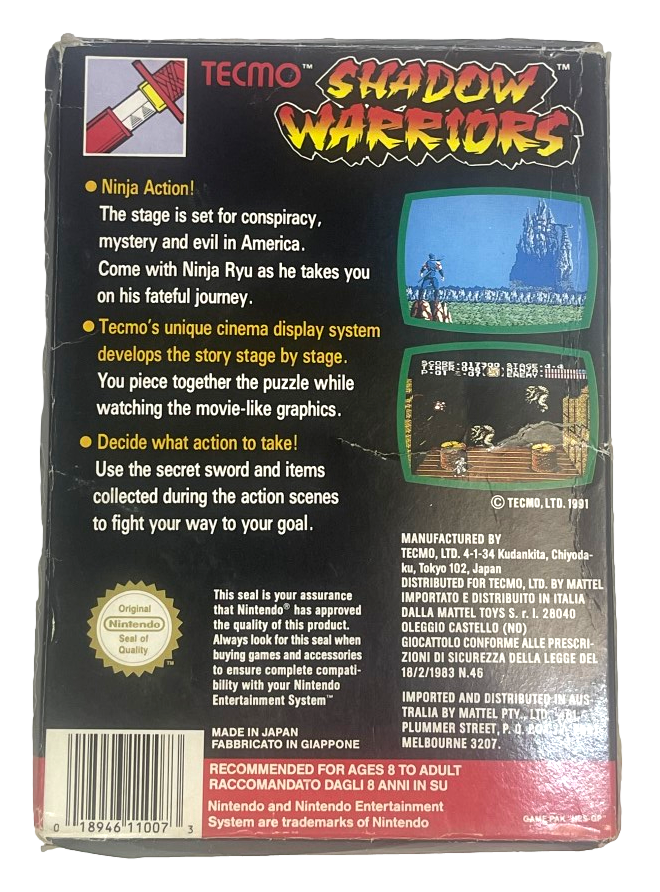 TECMO™ SHADOW WARRIORS™
● Ninja Action!
The stage is set for conspiracy,
mystery and evil in America.
Come with Ninja Ryu as he takes you
on his fateful journey.
● Tecmo's unique cinema display system
develops the story stage by stage.
You piece together the puzzle while
watching the movie-like graphics.
● Decide what action to take!
Use the secret sword and items
collected during the action scenes
to fight your way to your goal.
SCORE STAGE
ENEMY
© TECMO, LTD. 1991
MANUFACTURED BY
TECMO, LTD. 4-1-34 Kudankita, Chiyoda-
ku, Tokyo 102, Japan
DISTRIBUTED FOR TECMO, LTD. BY MATTEL
IMPORTATO E DISTRIBUITO IN ITALIA
DALLA MATTEL TOYS S. r. l. 28040
OLEGGIO CASTELLO (NO)
GIOCATTOLO CONFORME ALLE PRESCRI-
ZIONI DI SICUREZZA DELLA LEGGE DEL
18/2/1983 N.46
IMPORTED AND DISTRIBUTED IN AUS-
TRALIA BY MATTEL PTY., LTD.
PLUMMER STREET, P. O.
MELBOURNE 3207.
Original
Nintendo
Seal of
Quality
™
This seal is your assurance
that Nintendo® has approved
the quality of this product.
Always look for this seal when
buying games and accessories
to ensure complete compati-
bility with your Nintendo
Entertainment System™
MADE IN JAPAN
FABBRICATO IN GIAPPONE
RECOMMENDED FOR AGES 8 TO ADULT
RACCOMANDATO DAGLI 8 ANNI IN SU
Nintendo and Nintendo Entertainment
System are trademarks of Nintendo
GAME PAK
0 18946 11007 3